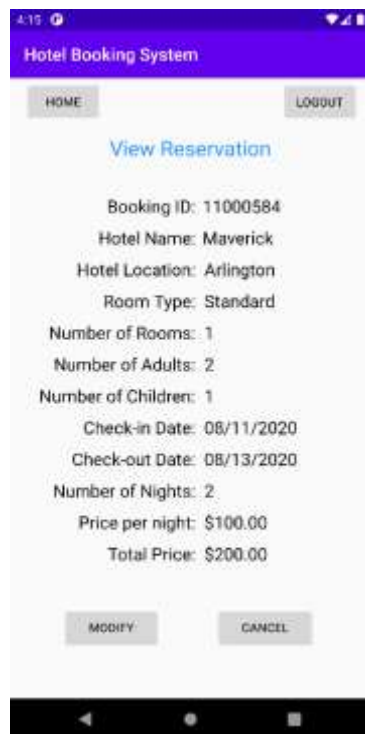 4:15
Hotel Booking System
HOME LOGOUT
View Reservation
Booking ID: 11000584
Hotel Name: Maverick
Hotel Location: Arlington
Room Type: Standard
Number of Rooms: 1
Number of Adults: 2
Number of Children: 1
Check-in Date: 08/11/2020
Check-out Date: 08/13/2020
Number of Nights: 2
Price per night: $100.00
Total Price: $200.00
MODIFY CANCEL